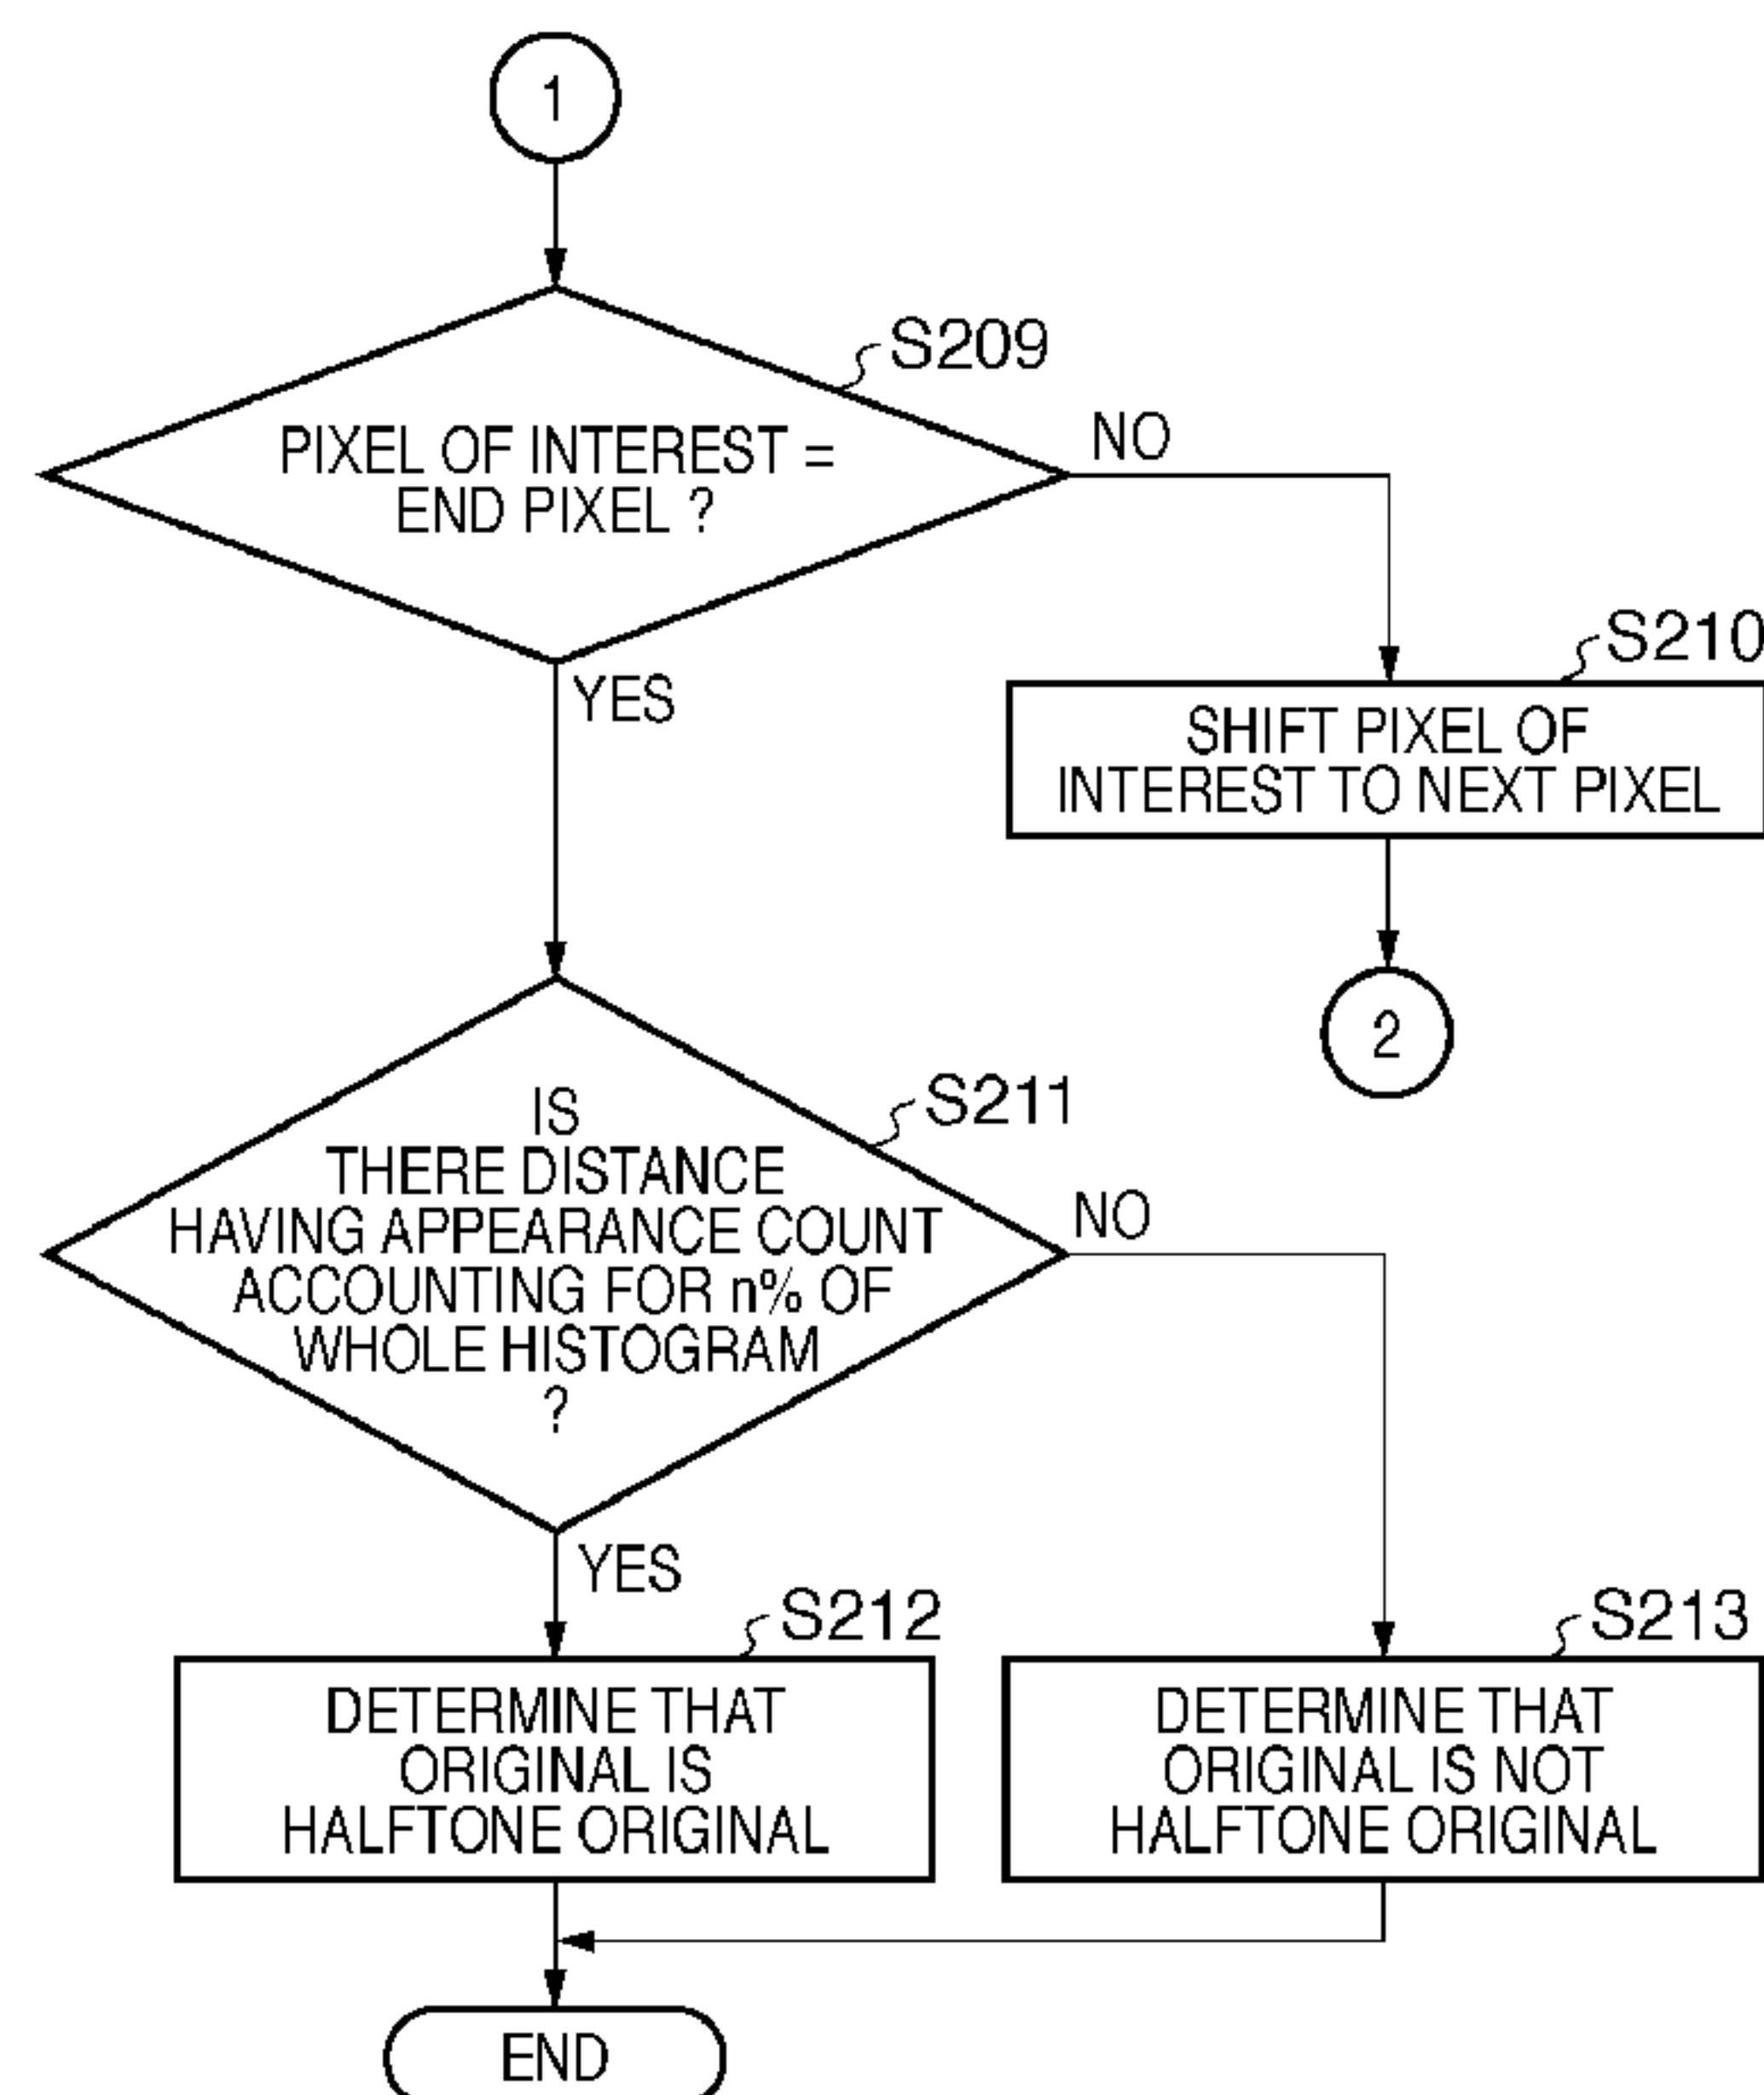 1
S209
PIXEL OF INTEREST =
END PIXEL ?
NO
YES
S210
SHIFT PIXEL OF
INTEREST TO NEXT PIXEL
2
S211
IS
THERE DISTANCE
HAVING APPEARANCE COUNT
ACCOUNTING FOR n% OF
WHOLE HISTOGRAM
?
NO
YES
S212
DETERMINE THAT
ORIGINAL IS
HALFTONE ORIGINAL
S213
DETERMINE THAT
ORIGINAL IS NOT
HALFTONE ORIGINAL
END